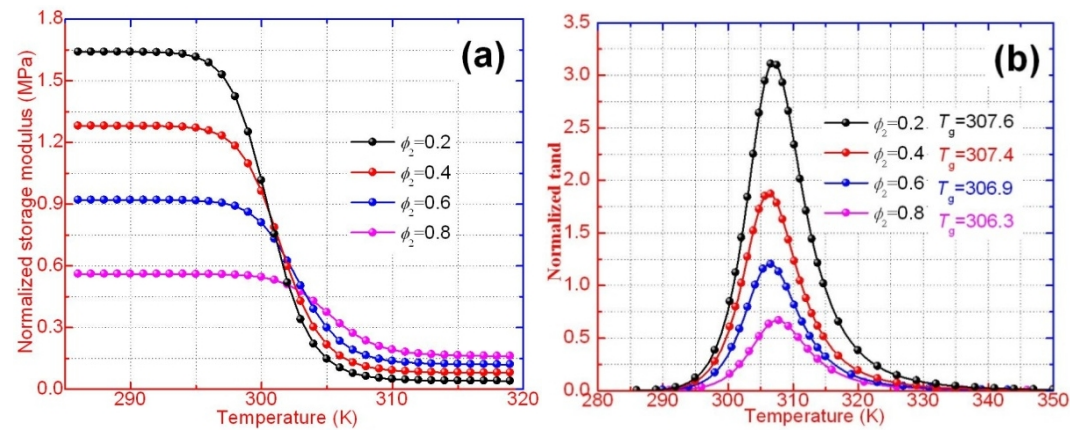 (a)
Normalized storage modulus (MPa)
1.8
1.5
1.2
0.9
0.6
0.3
0.0
ϕ₂=0.2
ϕ₂=0.4
ϕ₂=0.6
ϕ₂=0.8
290 300 310 320
Temperature (K)
(b)
Normalized tand
3.5
3.0
2.5
2.0
1.5
1.0
0.5
0.0
ϕ₂=0.2 Tg=307.6
ϕ₂=0.4 Tg=307.4
ϕ₂=0.6 Tg=306.9
ϕ₂=0.8 Tg=306.3
280 290 300 310 320 330 340 350
Temperature (K)